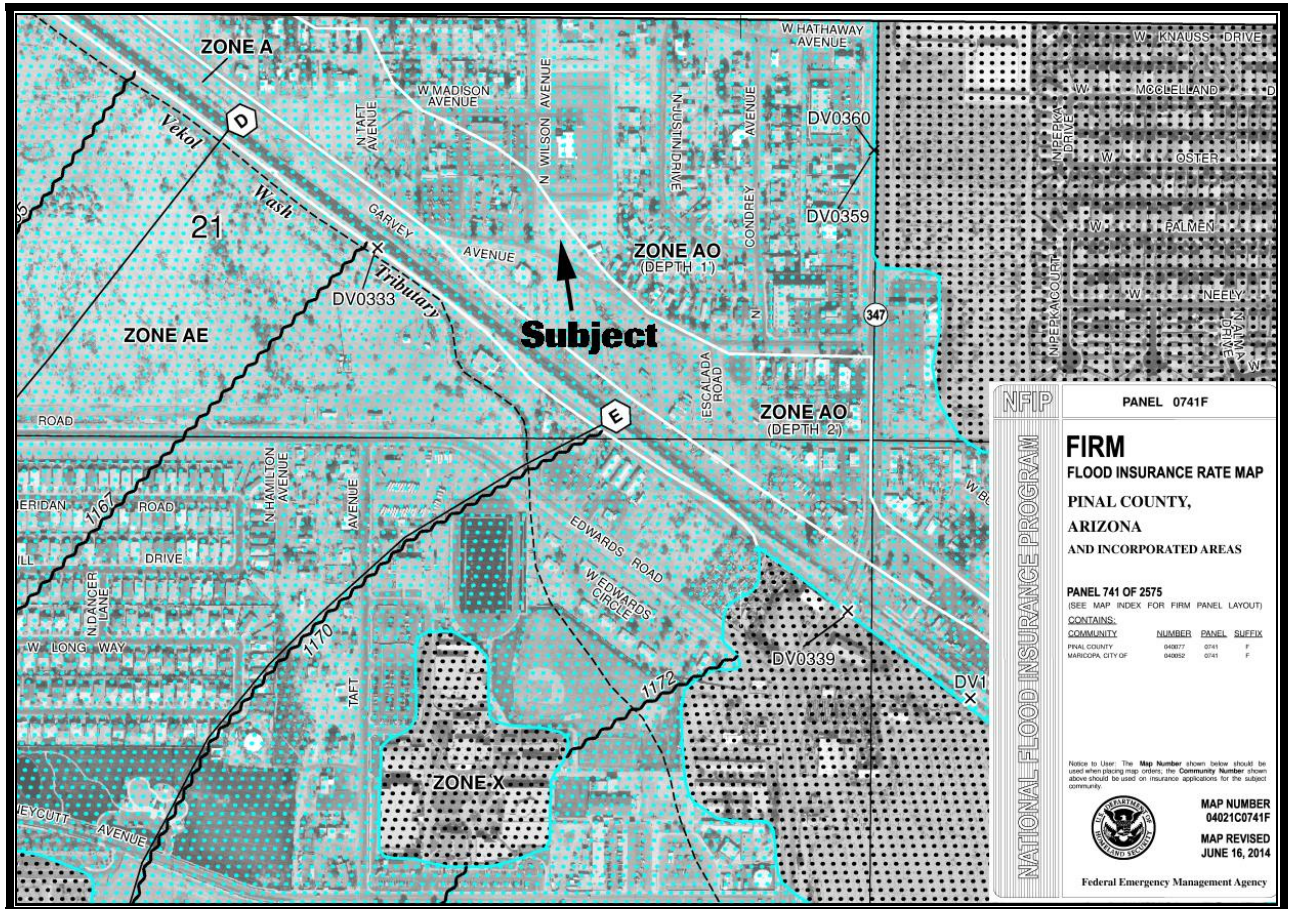 ZONE A
W HATHAWAY
AVENUE
W KNAUSS DRIVE
W MADISON
AVENUE
N TAFT
AVENUE
N WILSON AVENUE
N JUSTIN DRIVE
CONDREY AVENUE
N
DV0360
DV0359
N PEPKA
DRIVE
W MCCLELLAND D
W OSTER
W PALMEN
W NEELY
N PEPKA COURT
N ALMA
DRIVE
W
D
Vekol
Wash
Tributary
21
GARVEY
AVENUE
ZONE AO
(DEPTH 1')
DV0333
ZONE AE
Subject
347
ESCALADA
ROAD
ZONE AO
(DEPTH 2')
E
ROAD
N HAMILTON
AVENUE
AVENUE
TAFT
ERIDAN ROAD
1167
DRIVE
N DANCER
LANE
W LONG WAY
EDWARDS ROAD
W EDWARDS
CIRCLE
1170
1172
DV0339
DV1
ZONE X
EYCUTT AVENUE
NFIP
PANEL 0741F
NATIONAL FLOOD INSURANCE PROGRAM
FIRM
FLOOD INSURANCE RATE MAP
PINAL COUNTY,
ARIZONA
AND INCORPORATED AREAS
PANEL 741 OF 2575
(SEE MAP INDEX FOR FIRM PANEL LAYOUT)
CONTAINS:
COMMUNITY NUMBER PANEL SUFFIX
PINAL COUNTY 040077 0741 F
MARICOPA, CITY OF 040052 0741 F
Notice to User: The Map Number shown below should be
used when placing map orders; the Community Number shown
above should be used on insurance applications for the subject
community.
U.S. DEPARTMENT OF
HOMELAND SECURITY
MAP NUMBER
04021C0741F
MAP REVISED
JUNE 16, 2014
Federal Emergency Management Agency